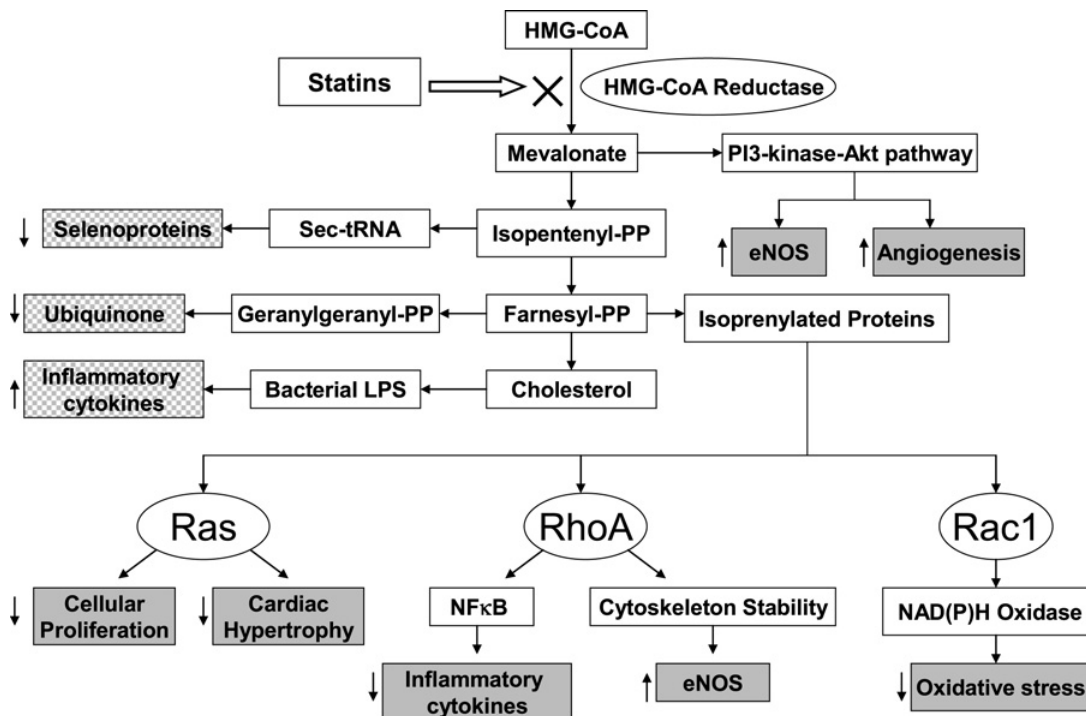 HMG-CoA
Statins
HMG-CoA Reductase
Mevalonate
PI3-kinase-Akt pathway
Selenoproteins
Sec-tRNA
Isopentenyl-PP
eNOS
Angiogenesis
Ubiquinone
Geranylgeranyl-PP
Farnesyl-PP
Isoprenylated Proteins
Inflammatory
cytokines
Bacterial LPS
Cholesterol
Ras
RhoA
Rac1
Cellular
Proliferation
Cardiac
Hypertrophy
NFκB
Cytoskeleton Stability
NAD(P)H Oxidase
Inflammatory
cytokines
eNOS
Oxidative stress